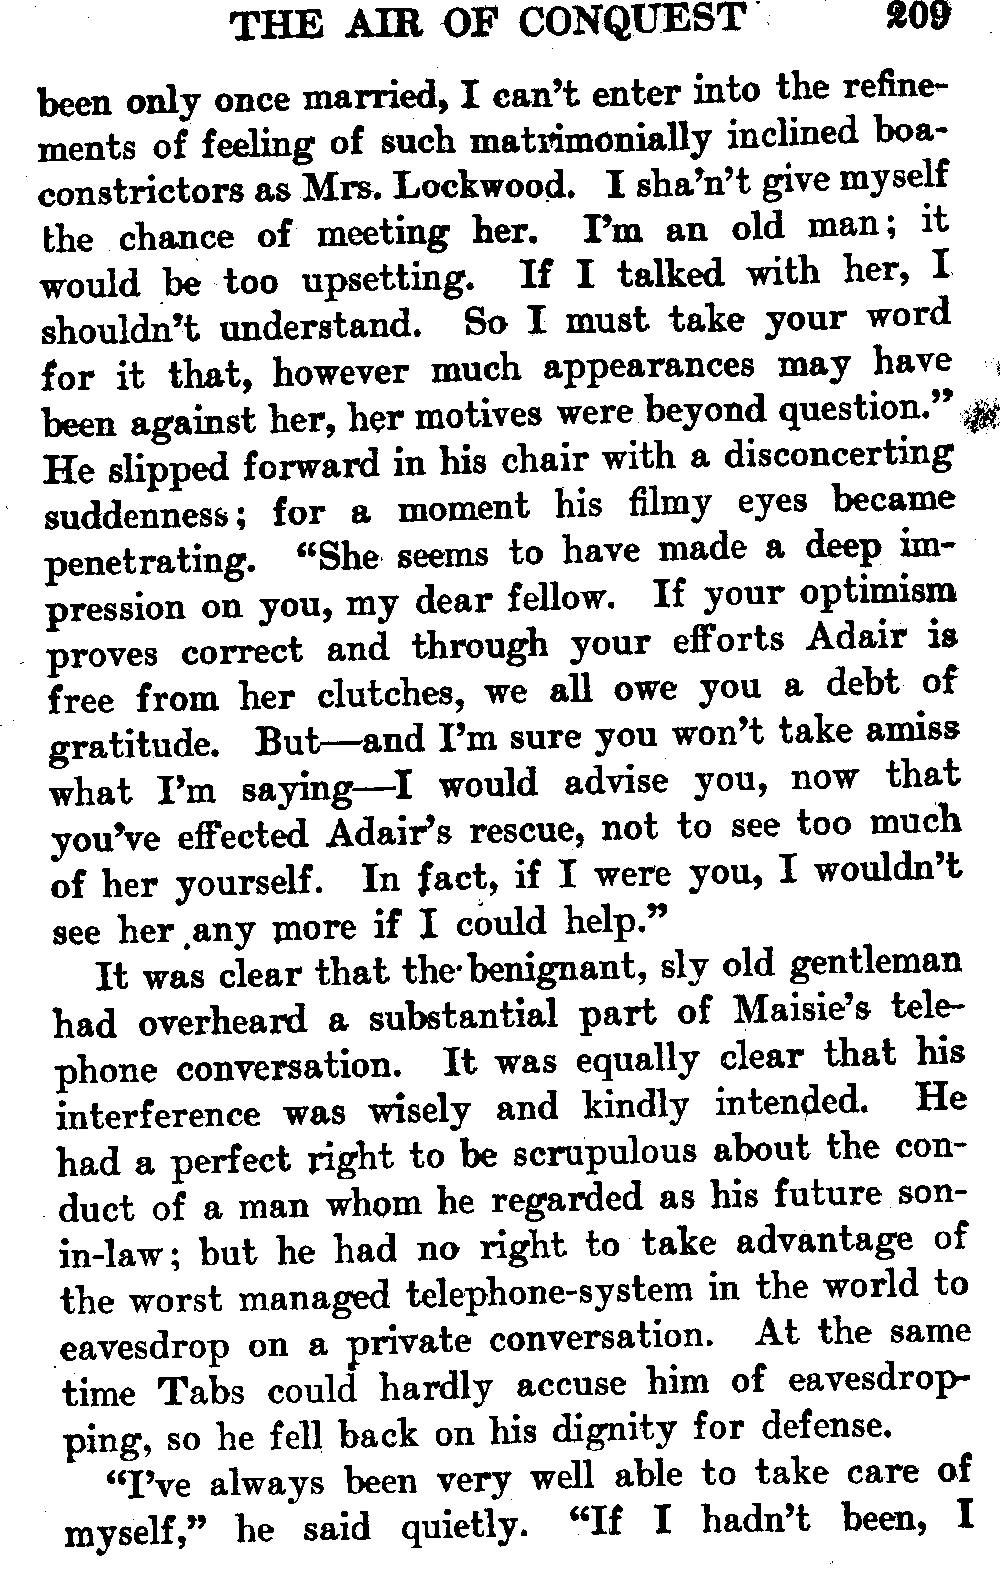 THE AIR OF CONQUEST 209
been only once married, I can't enter into the refine-
ments of feeling of such matrimonially inclined boa-
constrictors as Mrs. Lockwood. I sha'n't give myself
the chance of meeting her. I'm an old man; it
would be too upsetting. If I talked with her, I
shouldn't understand. So I must take your word
for it that, however much appearances may have
been against her, her motives were beyond question."
He slipped forward in his chair with a disconcerting
suddenness; for a moment his filmy eyes became
penetrating. "She seems to have made a deep im-
pression on you, my dear fellow. If your optimism
proves correct and through your efforts Adair is
free from her clutches, we all owe you a debt of
gratitude. But—and I'm sure you won't take amiss
what I'm saying—I would advise you, now that
you've effected Adair's rescue, not to see too much
of her yourself. In fact, if I were you, I wouldn't
see her any more if I could help."
It was clear that the benignant, sly old gentleman
had overheard a substantial part of Maisie's tele-
phone conversation. It was equally clear that his
interference was wisely and kindly intended. He
had a perfect right to be scrupulous about the con-
duct of a man whom he regarded as his future son-
in-law; but he had no right to take advantage of
the worst managed telephone-system in the world to
eavesdrop on a private conversation. At the same
time Tabs could hardly accuse him of eavesdrop-
ping, so he fell back on his dignity for defense.
"I've always been very well able to take care of
myself," he said quietly. "If I hadn't been, I